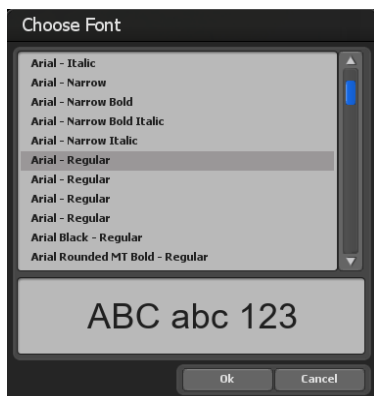 Choose Font
Arial - Italic
Arial - Narrow
Arial - Narrow Bold
Arial - Narrow Bold Italic
Arial - Narrow Italic
Arial - Regular
Arial - Regular
Arial - Regular
Arial - Regular
Arial Black - Regular
Arial Rounded MT Bold - Regular
ABC abc 123
Ok Cancel